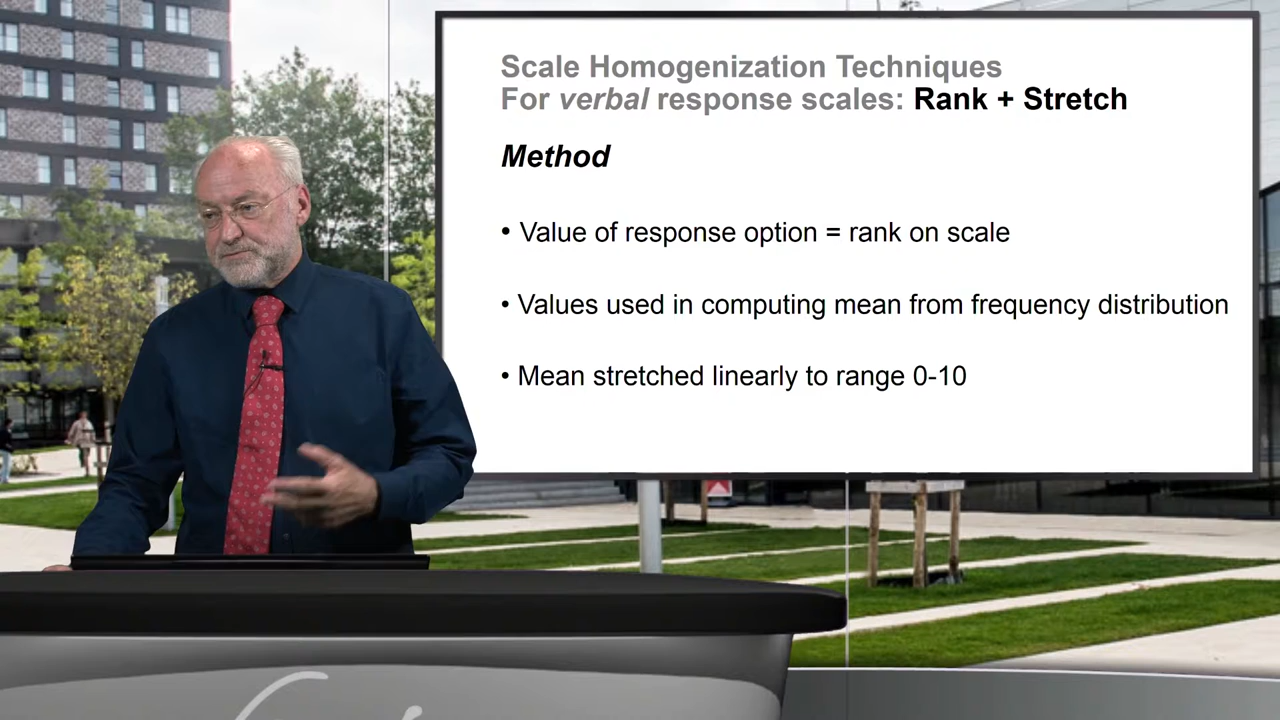 Scale Homogenization Techniques
For verbal response scales: Rank + Stretch
Method
• Value of response option = rank on scale
• Values used in computing mean from frequency distribution
• Mean stretched linearly to range 0-10